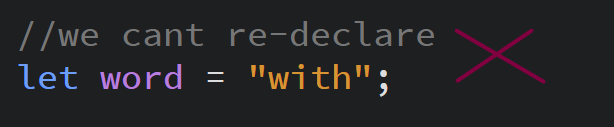 //we cant re-declare
let word = "with";